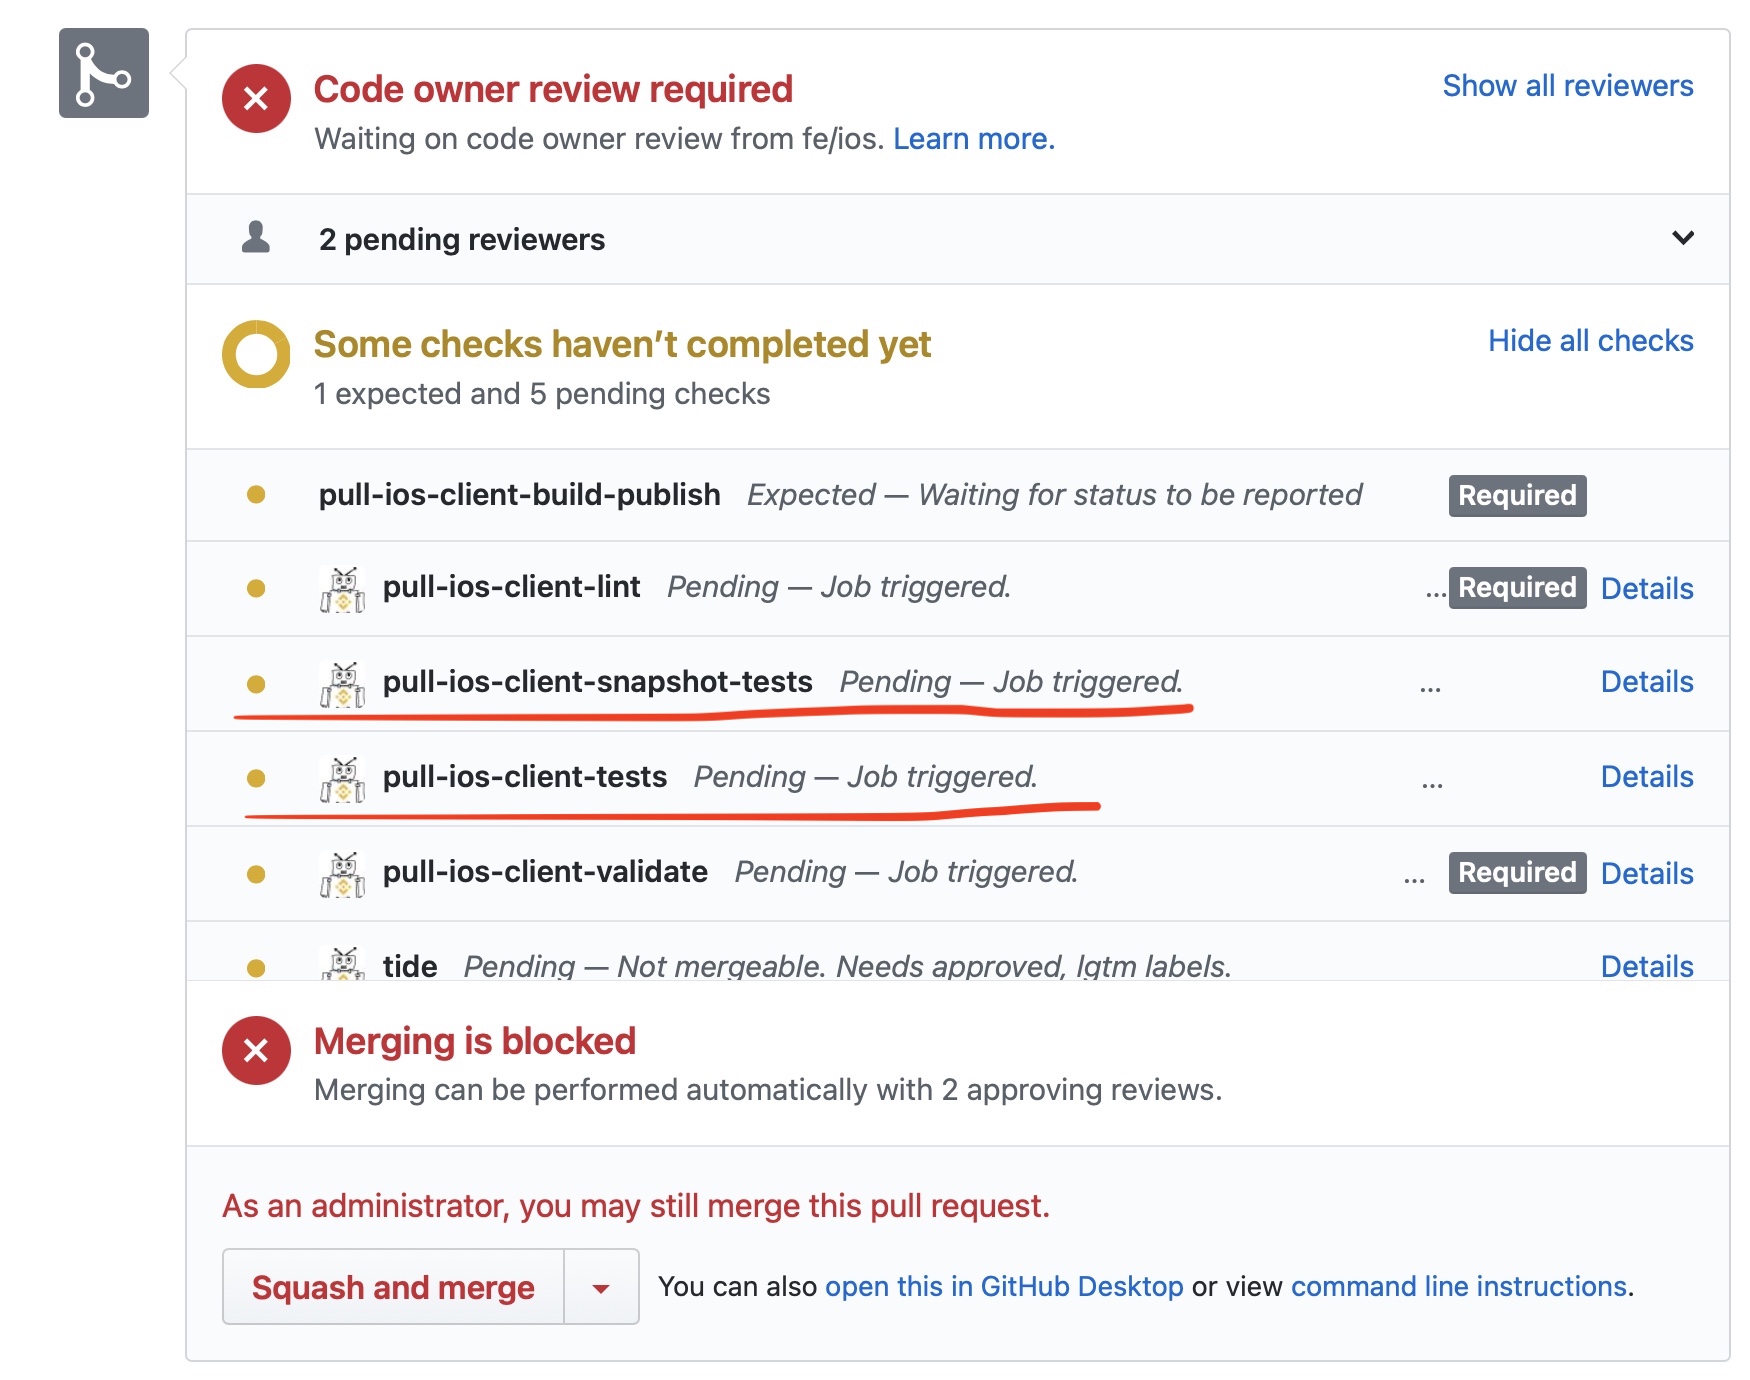 Code owner review required
Show all reviewers
Waiting on code owner review from fe/ios. Learn more.
2 pending reviewers
Some checks haven’t completed yet
Hide all checks
1 expected and 5 pending checks
pull-ios-client-build-publish Expected — Waiting for status to be reported Required
pull-ios-client-lint Pending — Job triggered. ... Required Details
pull-ios-client-snapshot-tests Pending — Job triggered. ... Details
pull-ios-client-tests Pending — Job triggered. ... Details
pull-ios-client-validate Pending — Job triggered. ... Required Details
tide Pending — Not mergeable. Needs approved, lgtm labels. Details
Merging is blocked
Merging can be performed automatically with 2 approving reviews.
As an administrator, you may still merge this pull request.
Squash and merge You can also open this in GitHub Desktop or view command line instructions.